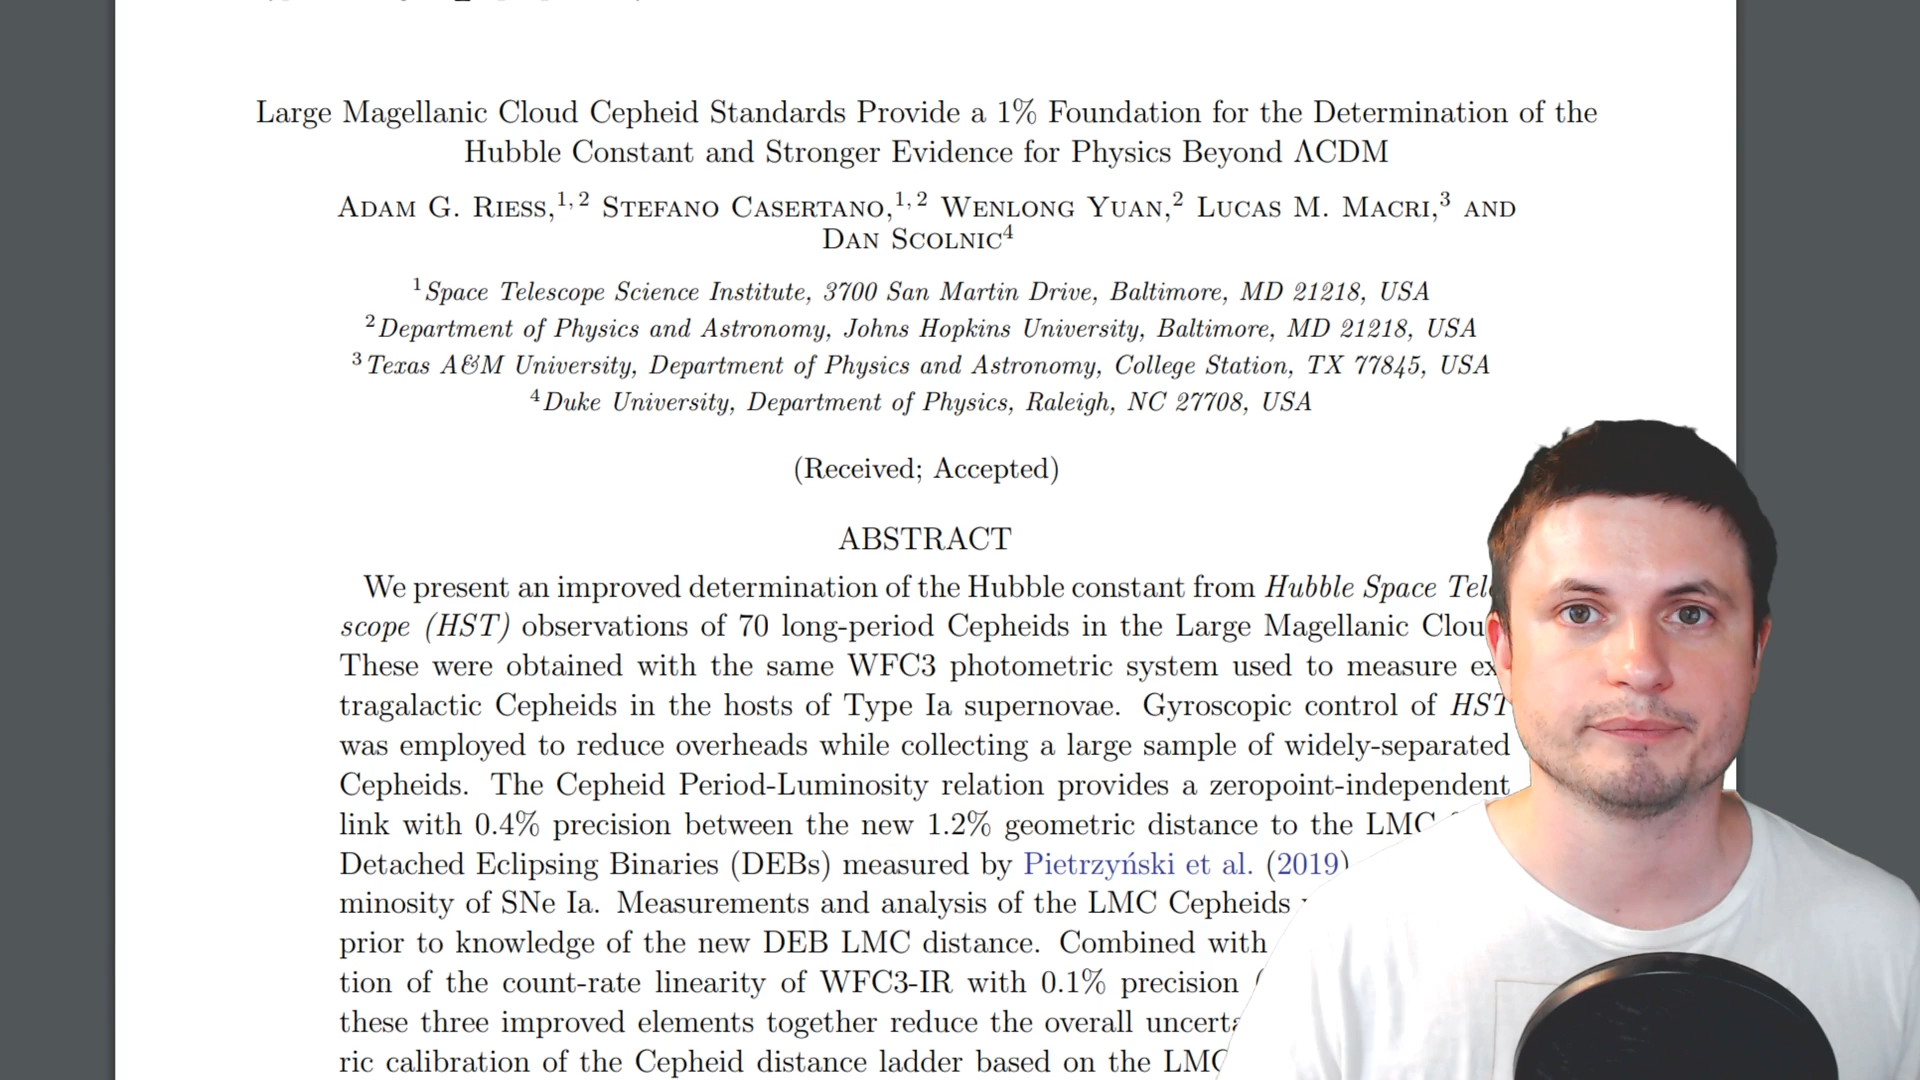 Large Magellanic Cloud Cepheid Standards Provide a 1% Foundation for the Determination of the
Hubble Constant and Stronger Evidence for Physics Beyond ΛCDM
Adam G. Riess,1, 2 Stefano Casertano,1, 2 Wenlong Yuan,2 Lucas M. Macri,3 and
Dan Scolnic4
1 Space Telescope Science Institute, 3700 San Martin Drive, Baltimore, MD 21218, USA
2 Department of Physics and Astronomy, Johns Hopkins University, Baltimore, MD 21218, USA
3 Texas A&M University, Department of Physics and Astronomy, College Station, TX 77845, USA
4 Duke University, Department of Physics, Raleigh, NC 27708, USA
(Received; Accepted)
ABSTRACT
We present an improved determination of the Hubble constant from Hubble Space Tel
scope (HST) observations of 70 long-period Cepheids in the Large Magellanic Clou
These were obtained with the same WFC3 photometric system used to measure ex
tragalactic Cepheids in the hosts of Type Ia supernovae. Gyroscopic control of HST
was employed to reduce overheads while collecting a large sample of widely-separated
Cepheids. The Cepheid Period-Luminosity relation provides a zeropoint-independent
link with 0.4% precision between the new 1.2% geometric distance to the LMC
Detached Eclipsing Binaries (DEBs) measured by Pietrzyński et al. (2019)
minosity of SNe Ia. Measurements and analysis of the LMC Cepheids
prior to knowledge of the new DEB LMC distance. Combined with
tion of the count-rate linearity of WFC3-IR with 0.1% precision (
these three improved elements together reduce the overall uncerta
ric calibration of the Cepheid distance ladder based on the LMC